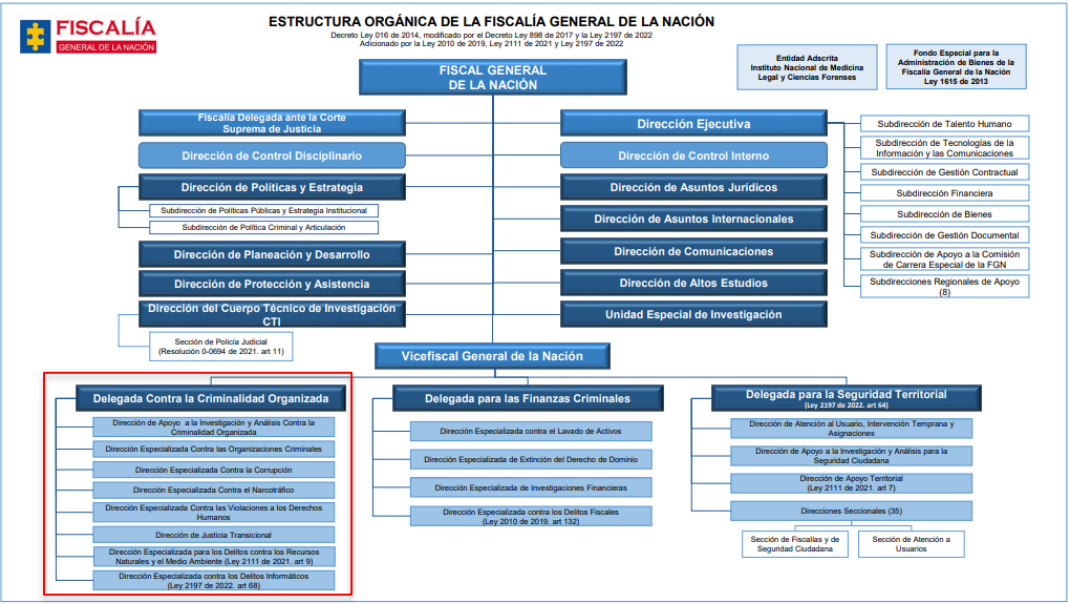 FISCALÍA
GENERAL DE LA NACIÓN
ESTRUCTURA ORGÁNICA DE LA FISCALÍA GENERAL DE LA NACIÓN
Decreto Ley 016 de 2014, modificado por el Decreto Ley 898 de 2017 y la Ley 2197 de 2022
Adicionado por la Ley 2010 de 2019, Ley 2111 de 2021 y Ley 2197 de 2022
Entidad Adscrita
Instituto Nacional de Medicina
Legal y Ciencias Forenses
Fondo Especial para la
Administración de Bienes de la
Fiscalía General de la Nación
Ley 1615 de 2013
FISCAL GENERAL
DE LA NACIÓN
Fiscalía Delegada ante la Corte
Suprema de Justicia
Dirección de Control Disciplinario
Dirección de Políticas y Estrategia
Subdirección de Políticas Públicas y Estrategia Institucional
Subdirección de Política Criminal y Articulación
Dirección de Planeación y Desarrollo
Dirección de Protección y Asistencia
Dirección del Cuerpo Técnico de Investigación
CTI
Sección de Policía Judicial
(Resolución 0-0694 de 2021. art 11)
Dirección Ejecutiva
Dirección de Control Interno
Dirección de Asuntos Jurídicos
Dirección de Asuntos Internacionales
Dirección de Comunicaciones
Dirección de Altos Estudios
Unidad Especial de Investigación
Subdirección de Talento Humano
Subdirección de Tecnologías de la
Información y las Comunicaciones
Subdirección de Gestión Contractual
Subdirección Financiera
Subdirección de Bienes
Subdirección de Gestión Documental
Subdirección de Apoyo a la Comisión
de Carrera Especial de la FGN
Subdirecciones Regionales de Apoyo
(8)
Vicefiscal General de la Nación
Delegada Contra la Criminalidad Organizada
Dirección de Apoyo a la Investigación y Análisis Contra la
Criminalidad Organizada
Dirección Especializada Contra las Organizaciones Criminales
Dirección Especializada Contra la Corrupción
Dirección Especializada Contra el Narcotráfico
Dirección Especializada Contra las Violaciones a los Derechos
Humanos
Dirección de Justicia Transicional
Dirección Especializada para los Delitos contra los Recursos
Naturales y el Medio Ambiente (Ley 2111 de 2021. art 9)
Dirección Especializada contra los Delitos Informáticos
(Ley 2197 de 2022. art 68)
Delegada para las Finanzas Criminales
Dirección Especializada contra el Lavado de Activos
Dirección Especializada de Extinción del Derecho de Dominio
Dirección Especializada de Investigaciones Financieras
Dirección Especializada contra los Delitos Fiscales
(Ley 2010 de 2019. art 132)
Delegada para la Seguridad Territorial
(Ley 2197 de 2022. art 64)
Dirección de Atención al Usuario, Intervención Temprana y
Asignaciones
Dirección de Apoyo a la Investigación y Análisis para la
Seguridad Ciudadana
Dirección de Apoyo Territorial
(Ley 2111 de 2021. art 7)
Direcciones Seccionales (35)
Sección de Fiscalías y de
Seguridad Ciudadana
Sección de Atención a
Usuarios